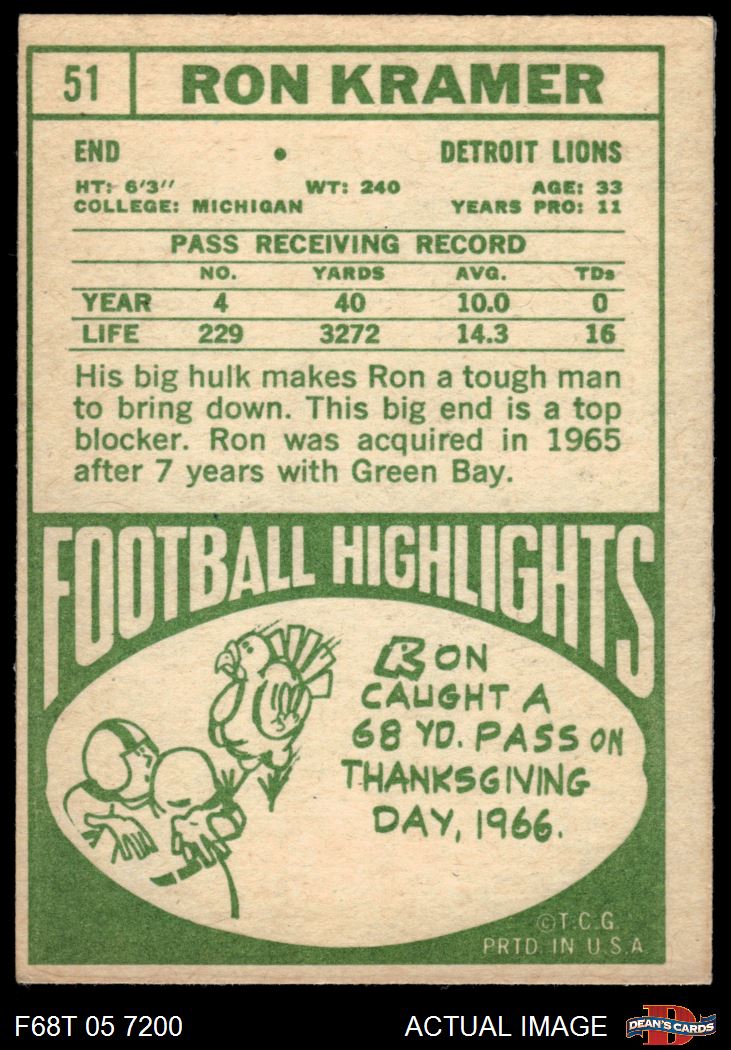 51 RON KRAMER
END • DETROIT LIONS
HT: 6'3'' WT: 240 AGE: 33
COLLEGE: MICHIGAN YEARS PRO: 11
PASS RECEIVING RECORD
NO. YARDS AVG. TDs
YEAR 4 40 10.0 0
LIFE 229 3272 14.3 16
His big hulk makes Ron a tough man
to bring down. This big end is a top
blocker. Ron was acquired in 1965
after 7 years with Green Bay.
FOOTBALL HIGHLIGHTS
RON
CAUGHT A
68 YD. PASS ON
THANKSGIVING
DAY, 1966.
©T.C.G.
PRTD. IN U.S.A
F68T 05 7200 ACTUAL IMAGE D DEAN'S CARDS